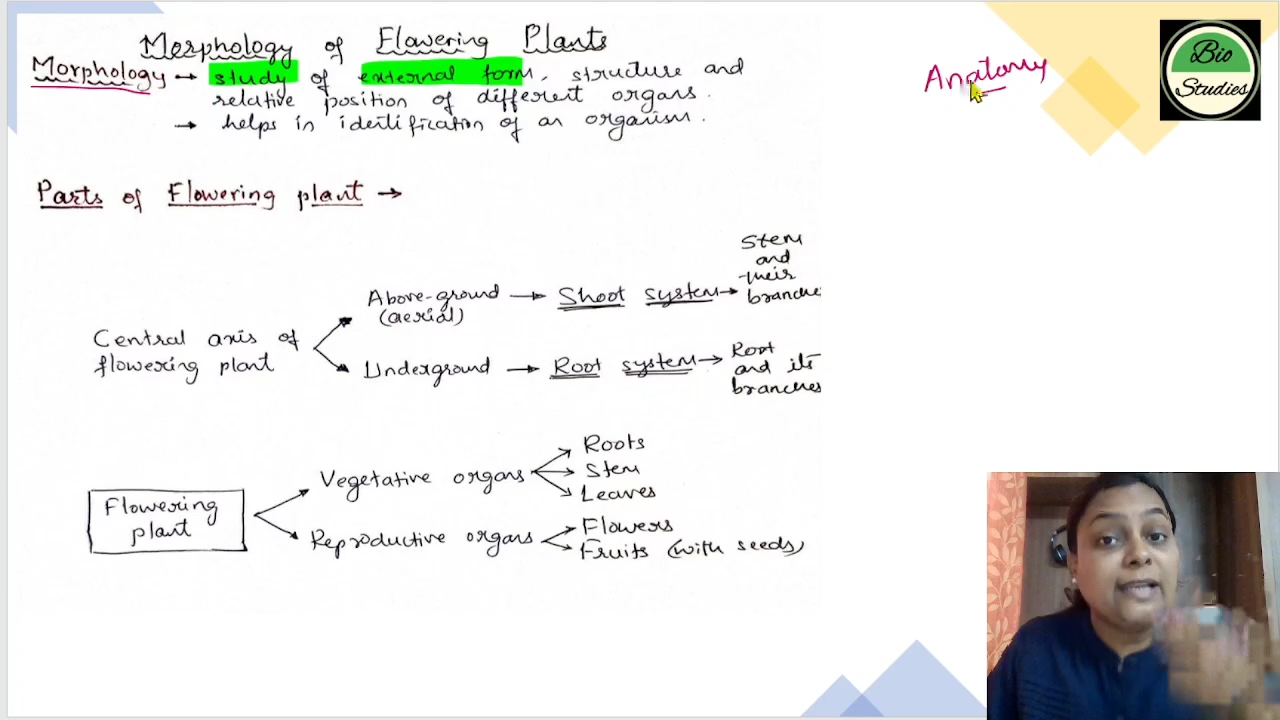 Morphology of Flowering Plants
Morphology → study of external form, structure and
relative position of different organs.
→ helps in identification of an organism.
Anatomy
Bio
Studies
Parts of Flowering plant →
Central axis of
flowering plant
Above-ground → Shoot system →
(aerial)
Stem
and
their
branche
Underground → Root system →
Root
and its
branches
Flowering
plant
Vegetative organs
Roots
Stem
Leaves
Reproductive organs
Flowers
Fruits (with seeds)